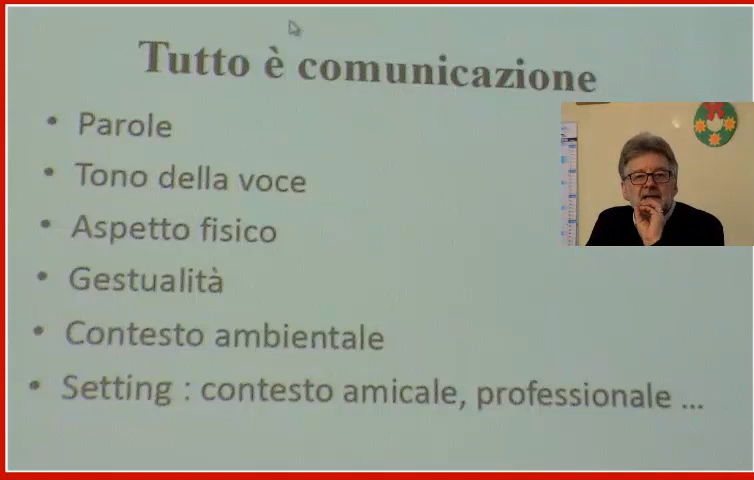 Tutto è comunicazione
• Parole
• Tono della voce
• Aspetto fisico
• Gestualità
• Contesto ambientale
• Setting : contesto amicale, professionale ...